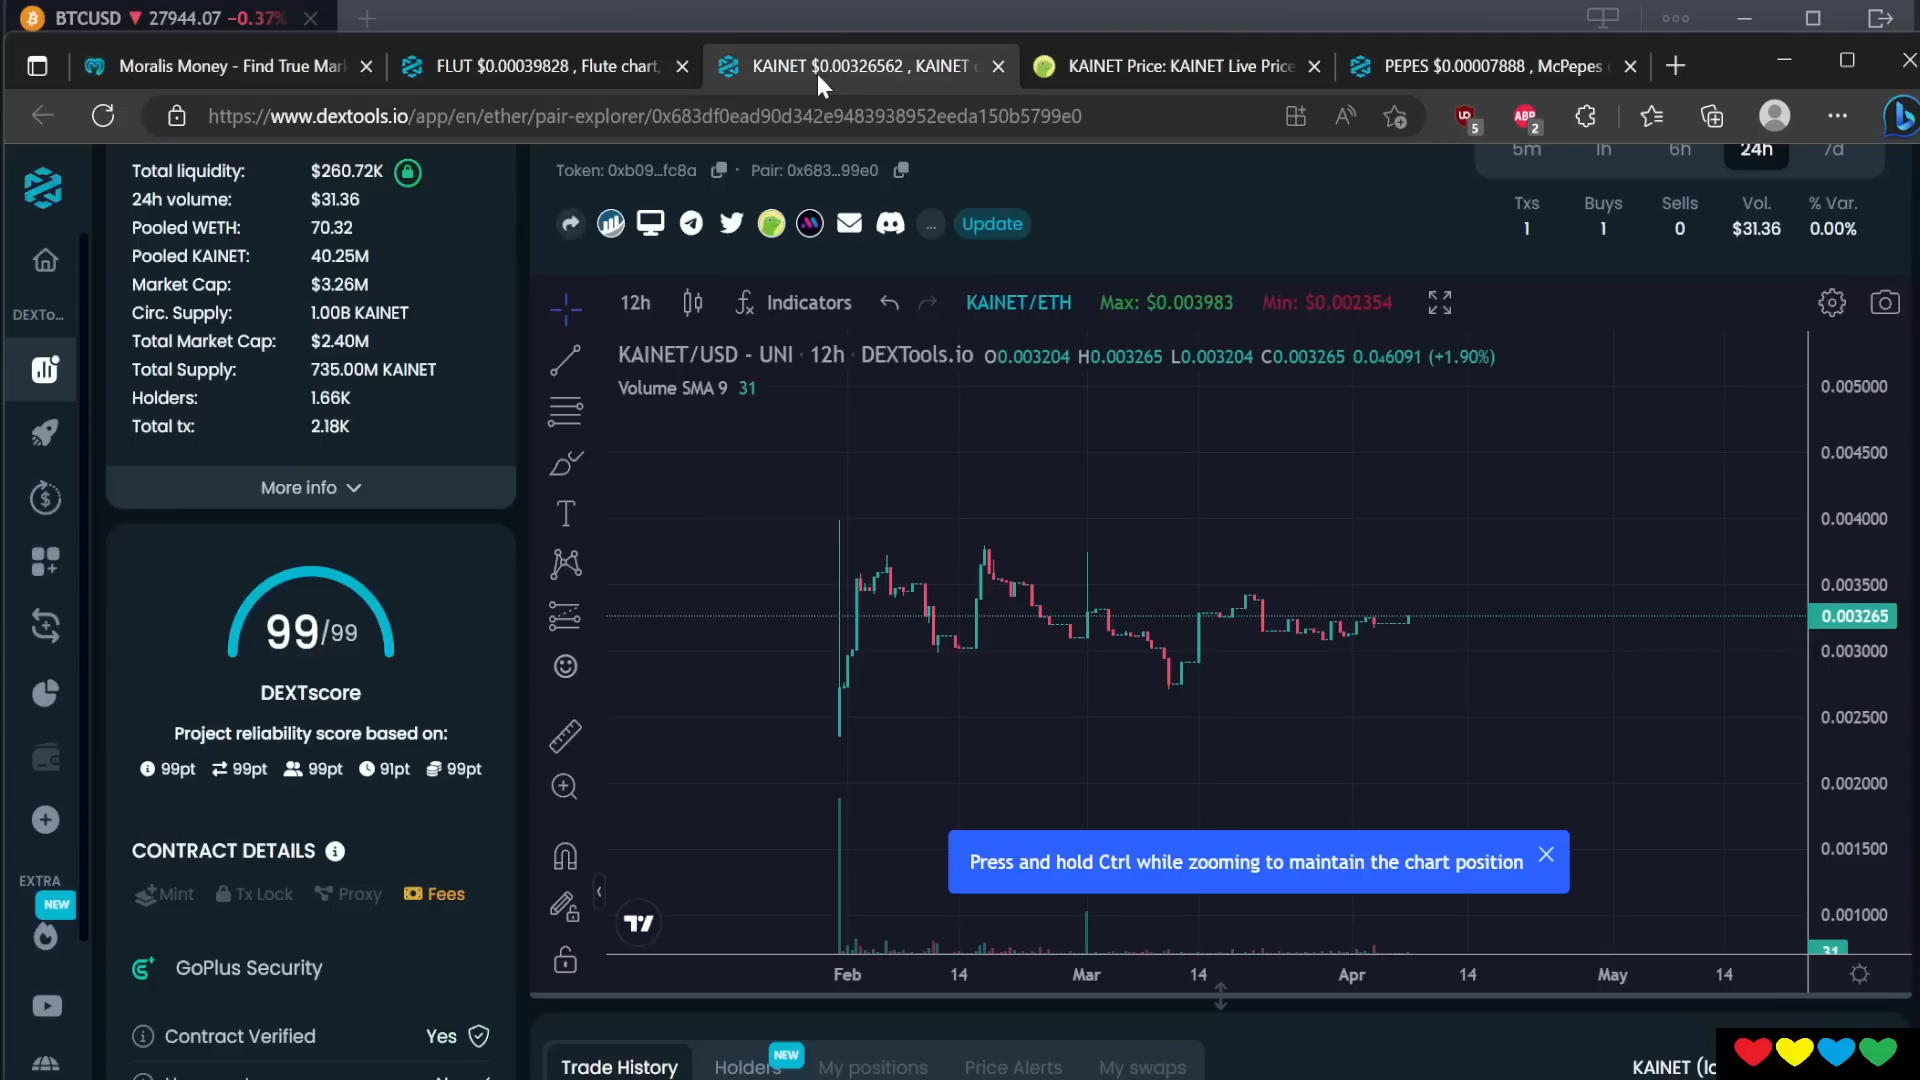 BTCUSD ▼ 27944.07 −0.37%
Moralis Money - Find True Mar
FLUT $0.00039828 , Flute chart,
KAINET $0.00326562 , KAINET c
KAINET Price: KAINET Live Price
PEPES $0.00007888 , McPepes c
https://www.dextools.io/app/en/ether/pair-explorer/0x683df0ead90d342e9483938952eeda150b5799e0
UD 5
ABP 2
Total liquidity: $260.72K
24h volume: $31.36
Pooled WETH: 70.32
Pooled KAINET: 40.25M
Market Cap: $3.26M
Circ. Supply: 1.00B KAINET
Total Market Cap: $2.40M
Total Supply: 735.00M KAINET
Holders: 1.66K
Total tx: 2.18K
More info
DEXTo...
99/99
DEXTscore
Project reliability score based on:
99pt 99pt 99pt 91pt 99pt
CONTRACT DETAILS
Mint Tx Lock Proxy Fees
EXTRA
NEW
GoPlus Security
Contract Verified Yes
Token: 0xb09...fc8a · Pair: 0x683...99e0
... Update
5m 1h 6h 24h 7d
Txs Buys Sells Vol. % Var.
1 1 0 $31.36 0.00%
12h Indicators KAINET/ETH Max: $0.003983 Min: $0.002354
KAINET/USD - UNI · 12h · DEXTools.io O0.003204 H0.003265 L0.003204 C0.003265 0.0₄6091 (+1.90%)
Volume SMA 9 31
0.005000
0.004500
0.004000
0.003500
0.003265
0.003000
0.002500
0.002000
0.001500
0.001000
31
Press and hold Ctrl while zooming to maintain the chart position
Feb 14 Mar 14 Apr 14 May 14
Trade History Holders NEW My positions Price Alerts My swaps
KAINET (lo